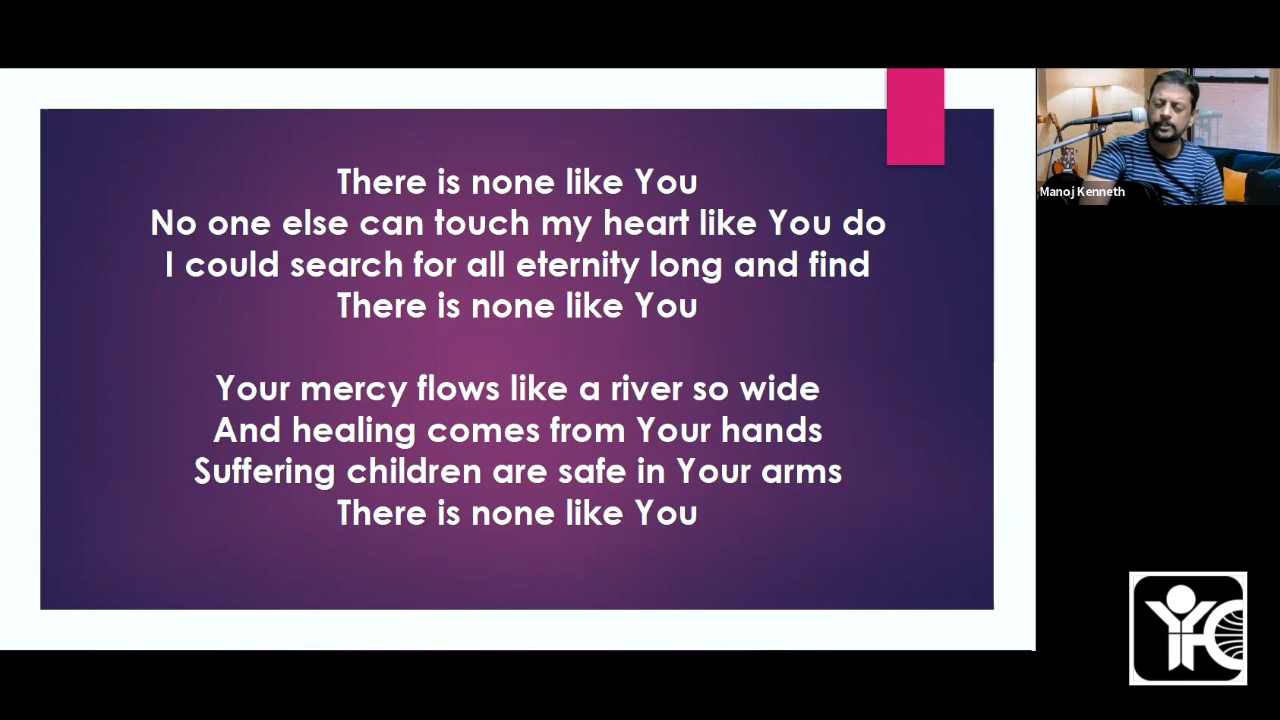 There is none like You
No one else can touch my heart like You do
I could search for all eternity long and find
There is none like You
Your mercy flows like a river so wide
And healing comes from Your hands
Suffering children are safe in Your arms
There is none like You
Manoj Kenneth
YFC